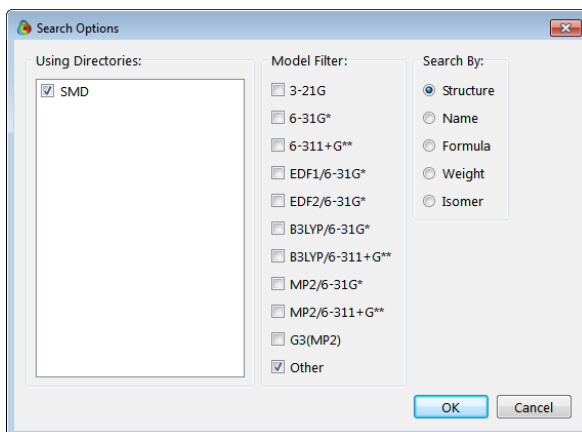 Search Options
Using Directories:
SMD
Model Filter:
3-21G
6-31G*
6-311+G**
EDF1/6-31G*
EDF2/6-31G*
B3LYP/6-31G*
B3LYP/6-311+G**
MP2/6-31G*
MP2/6-311+G**
G3(MP2)
Other
Search By:
Structure
Name
Formula
Weight
Isomer
OK
Cancel